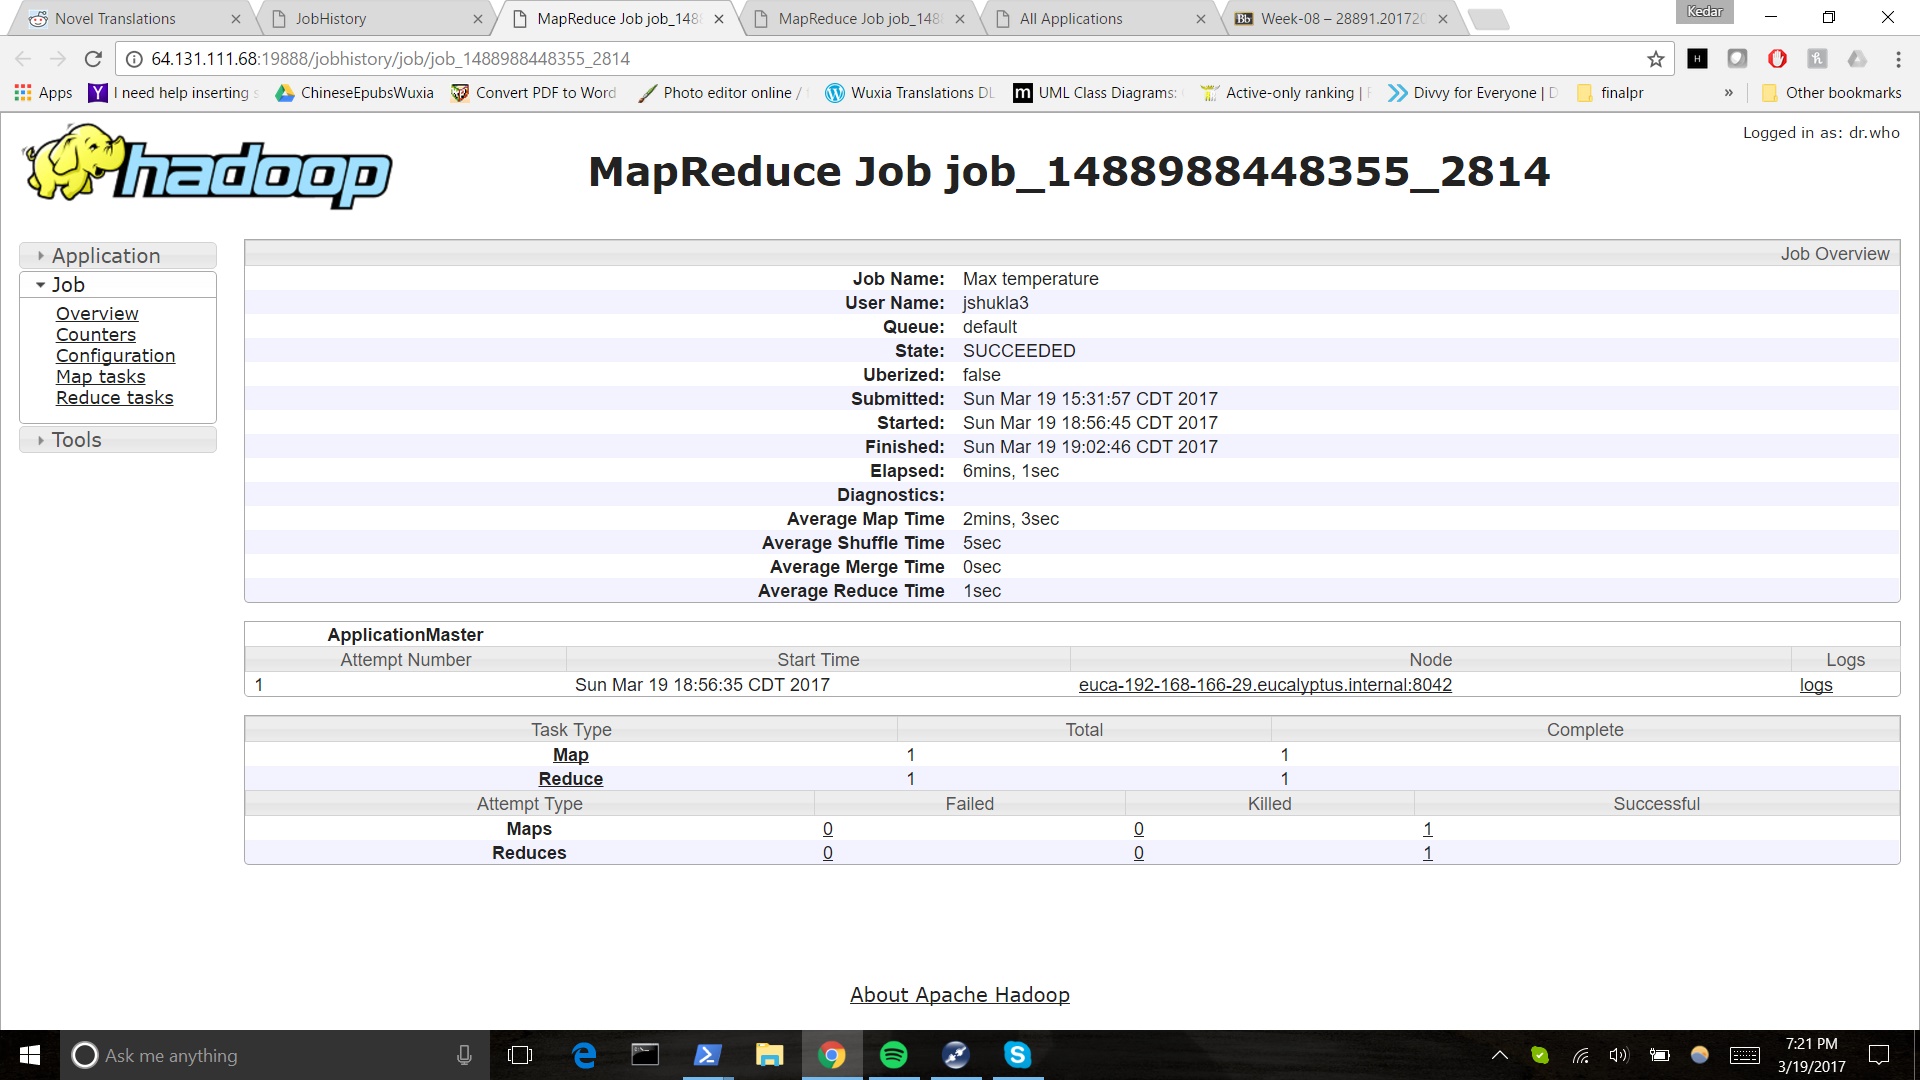 Novel Translations
JobHistory
MapReduce Job job_148
MapReduce Job job_148
All Applications
Bb Week-08 – 28891.20172
Kedar
64.131.111.68:19888/jobhistory/job/job_1488988448355_2814
Apps
I need help inserting
ChineseEpubsWuxia
Convert PDF to Word
Photo editor online /
Wuxia Translations DL
UML Class Diagrams:
Active-only ranking |
Divvy for Everyone | D
finalpr
»
Other bookmarks
Logged in as: dr.who
hadoop
MapReduce Job job_1488988448355_2814
Application
Job
Overview
Counters
Configuration
Map tasks
Reduce tasks
Tools
Job Overview
Job Name: Max temperature
User Name: jshukla3
Queue: default
State: SUCCEEDED
Uberized: false
Submitted: Sun Mar 19 15:31:57 CDT 2017
Started: Sun Mar 19 18:56:45 CDT 2017
Finished: Sun Mar 19 19:02:46 CDT 2017
Elapsed: 6mins, 1sec
Diagnostics:
Average Map Time 2mins, 3sec
Average Shuffle Time 5sec
Average Merge Time 0sec
Average Reduce Time 1sec
ApplicationMaster
Attempt Number Start Time Node Logs
1 Sun Mar 19 18:56:35 CDT 2017 euca-192-168-166-29.eucalyptus.internal:8042 logs
Task Type Total Complete
Map 1 1
Reduce 1 1
Attempt Type Failed Killed Successful
Maps 0 0 1
Reduces 0 0 1
About Apache Hadoop
Ask me anything
7:21 PM
3/19/2017